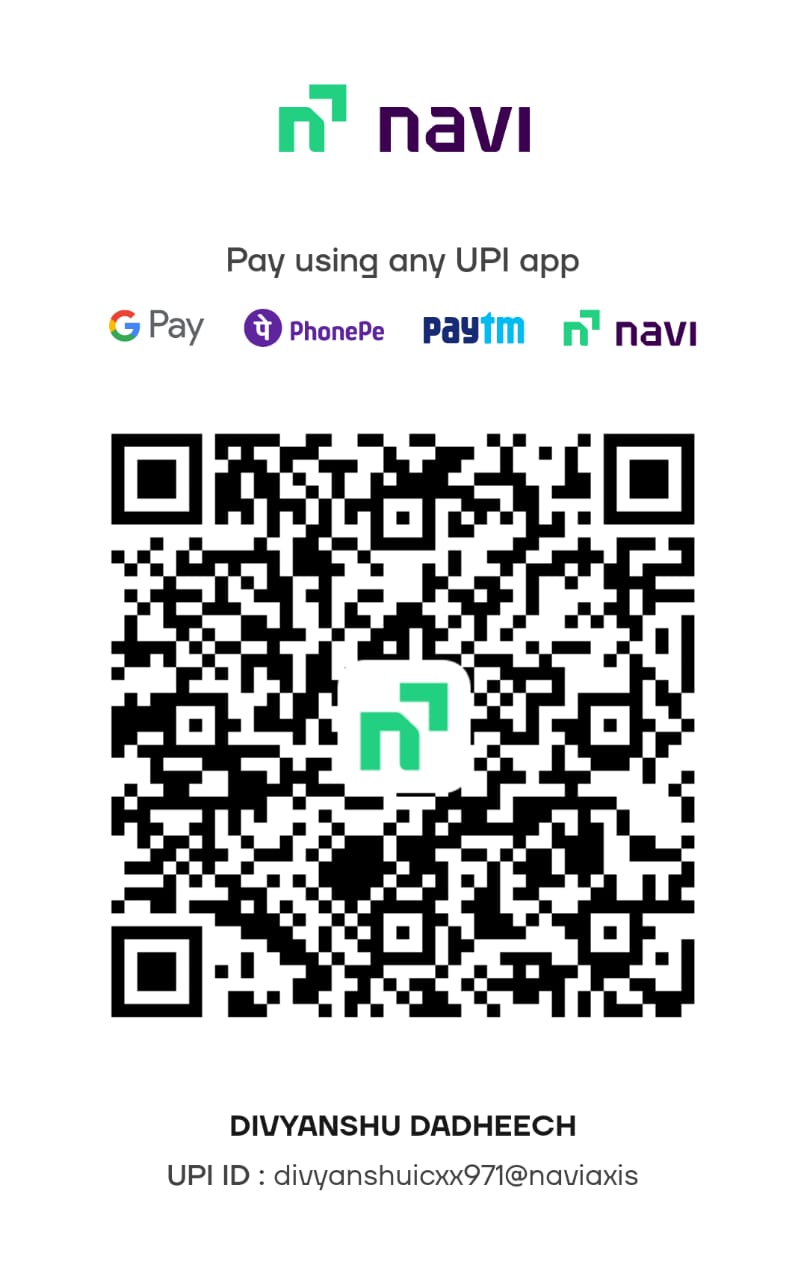 navi
Pay using any UPI app
G Pay पे PhonePe paytm navi
DIVYANSHU DADHEECH
UPI ID : divyanshuicxx971@naviaxis